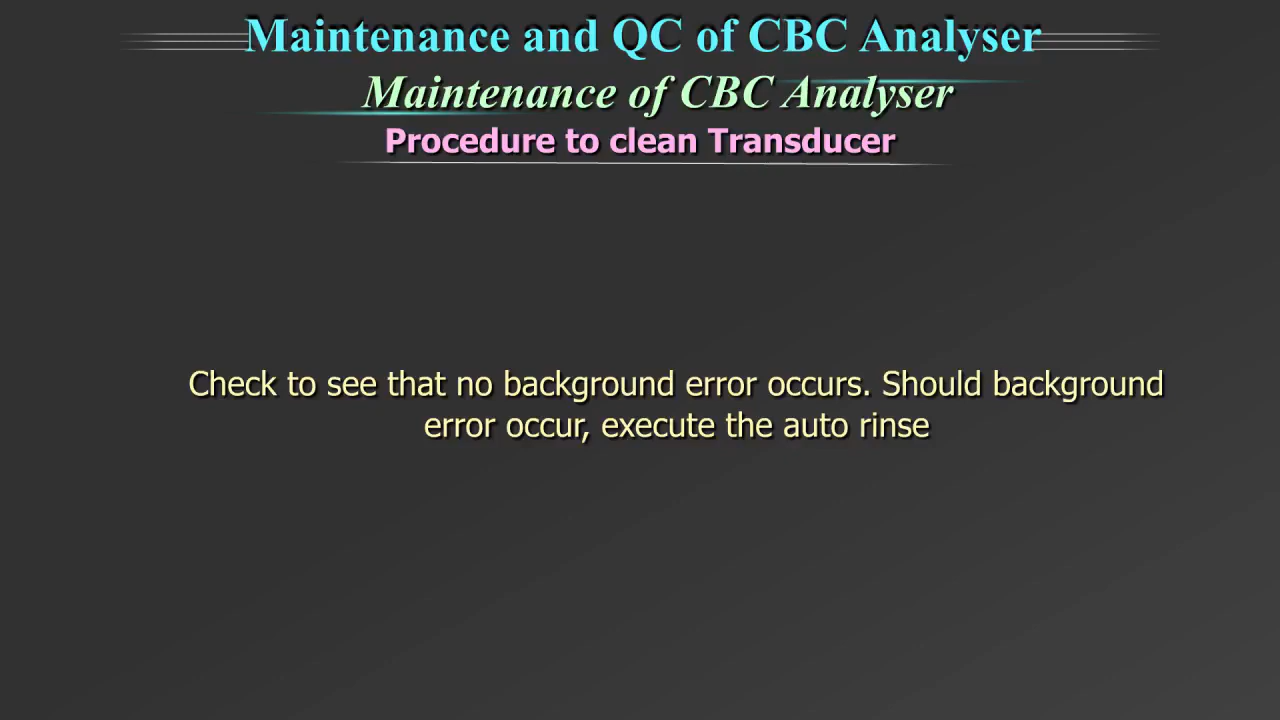 Maintenance and QC of CBC Analyser
Maintenance of CBC Analyser
Procedure to clean Transducer
Check to see that no background error occurs. Should background
error occur, execute the auto rinse